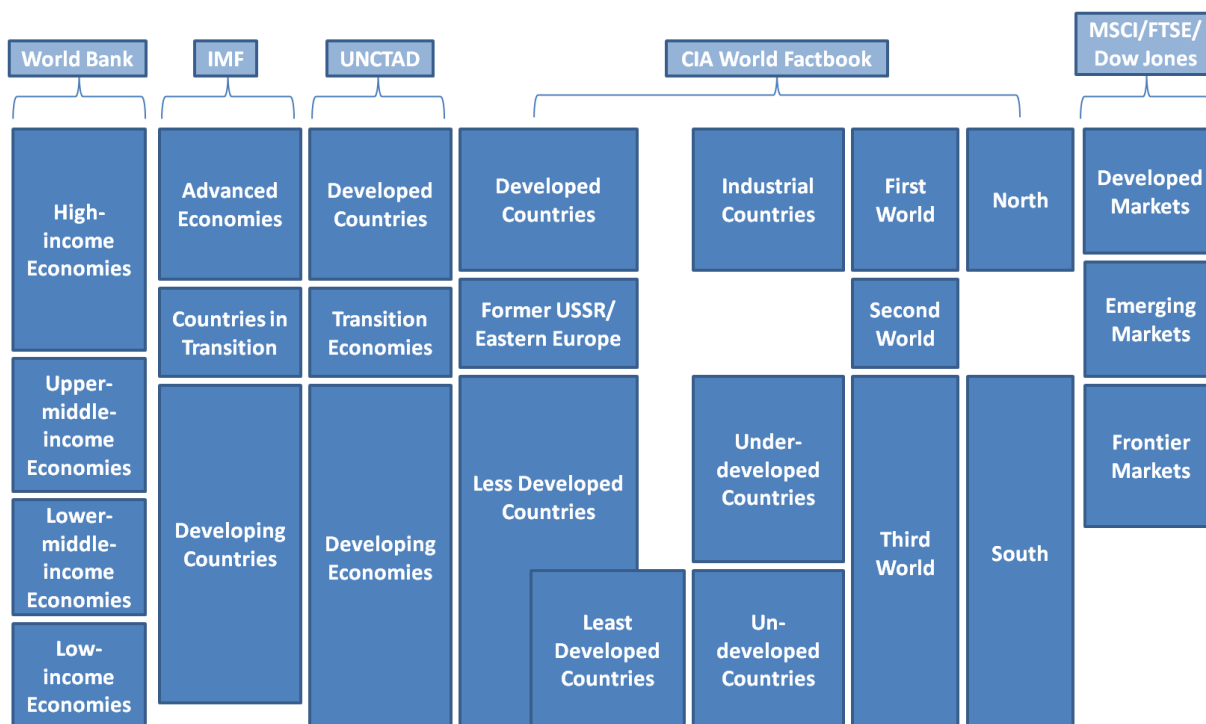 World Bank
IMF
UNCTAD
CIA World Factbook
MSCI/FTSE/
Dow Jones
High-
income
Economies
Upper-
middle-
income
Economies
Lower-
middle-
income
Economies
Low-
income
Economies
Advanced
Economies
Countries in
Transition
Developing
Countries
Developed
Countries
Transition
Economies
Developing
Economies
Developed
Countries
Former USSR/
Eastern Europe
Less Developed
Countries
Least
Developed
Countries
Industrial
Countries
Under-
developed
Countries
Un-
developed
Countries
First
World
Second
World
Third
World
North
South
Developed
Markets
Emerging
Markets
Frontier
Markets